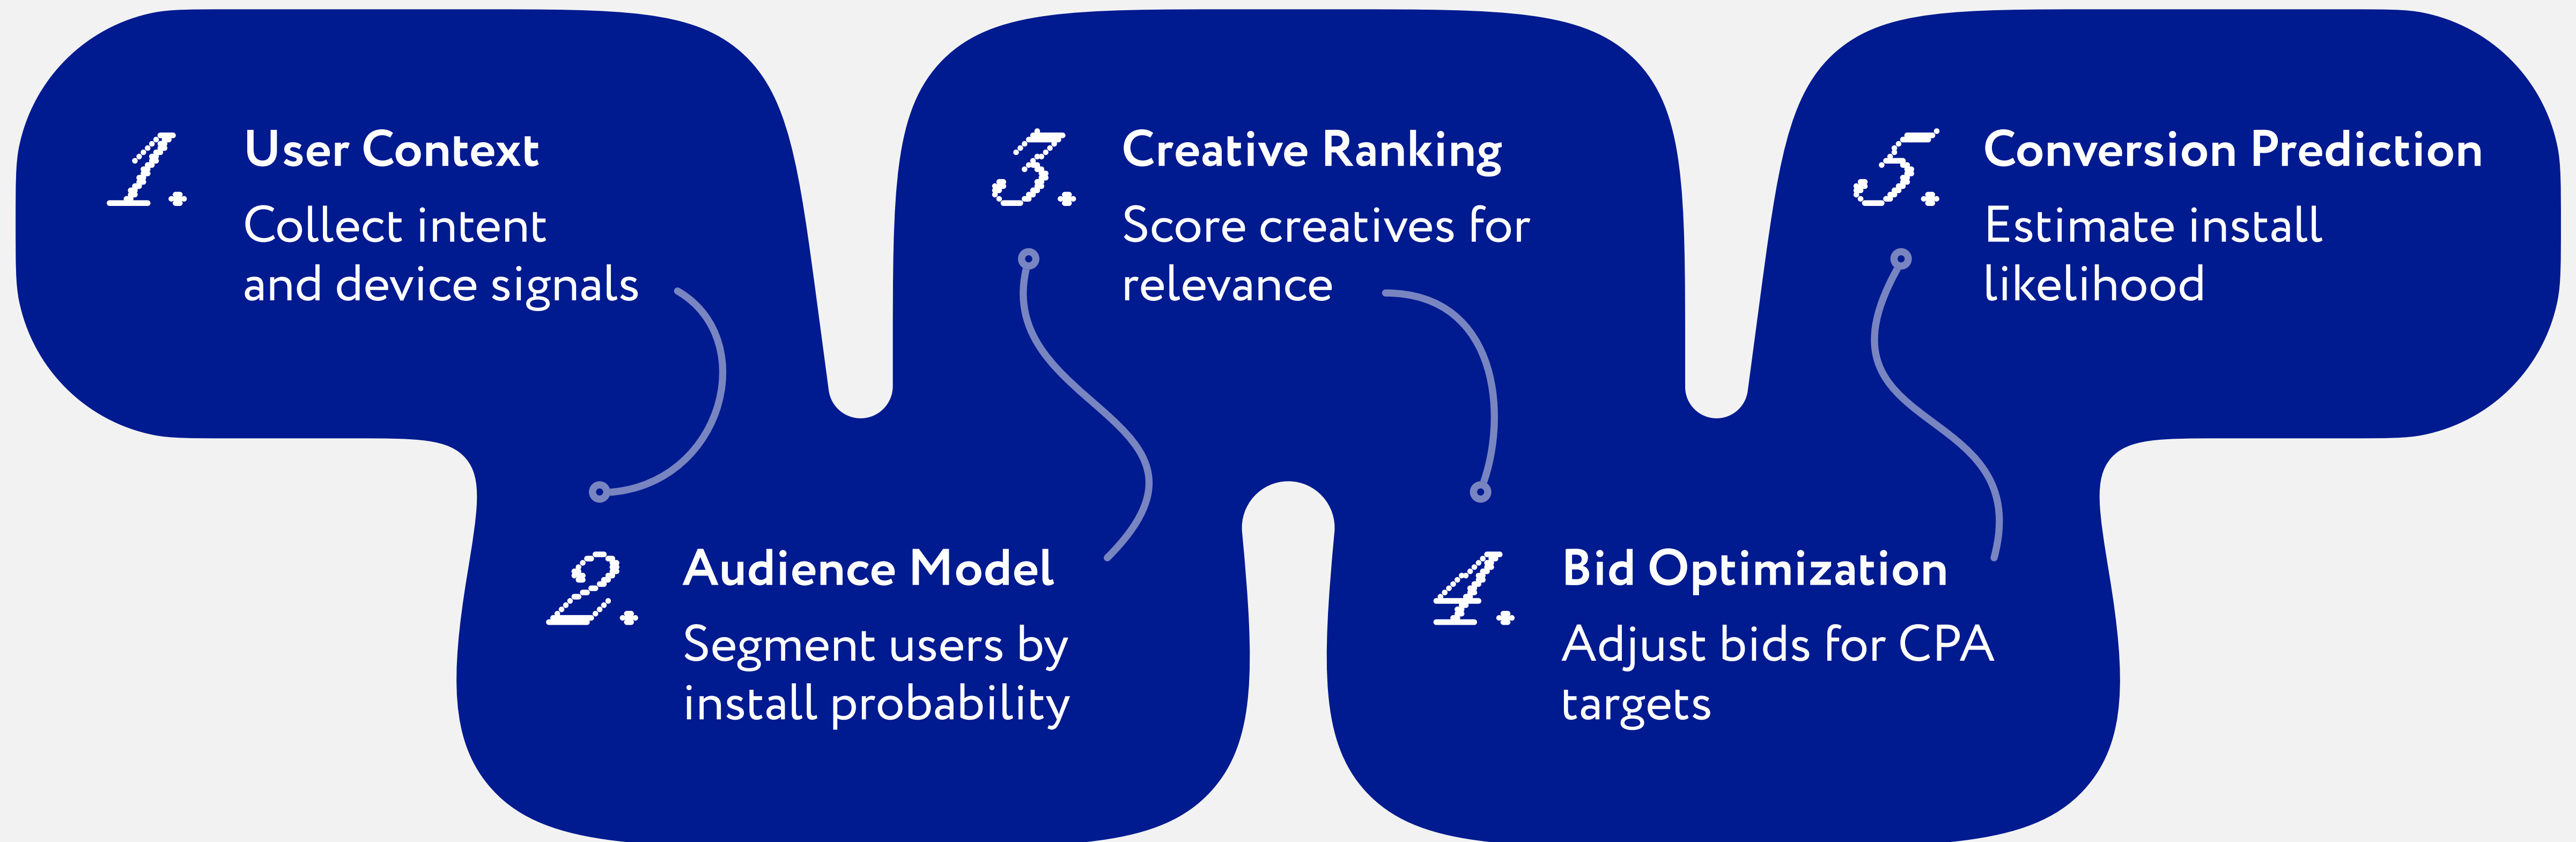 1.
User Context
Collect intent
and device signals
2.
Audience Model
Segment users by
install probability
3.
Creative Ranking
Score creatives for
relevance
4.
Bid Optimization
Adjust bids for CPA
targets
5.
Conversion Prediction
Estimate install
likelihood